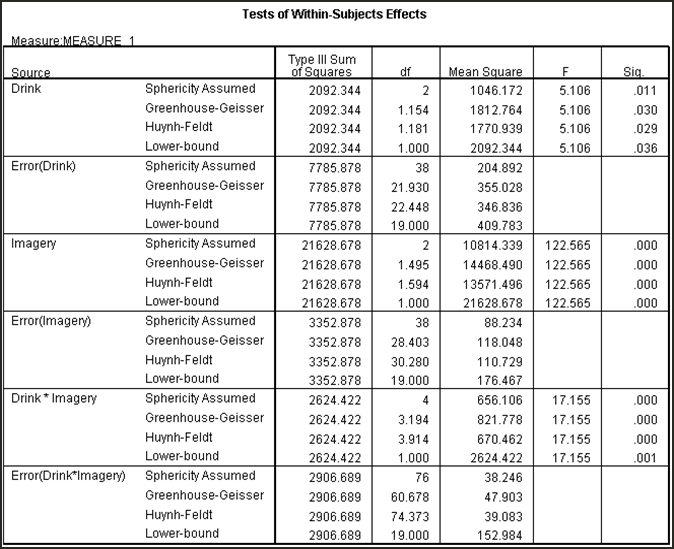 Tests of Within-Subjects Effects
Measure:MEASURE_1
Source Type III Sum of Squares df Mean Square F Sig.
Drink Sphericity Assumed 2092.344 2 1046.172 5.106 .011
Greenhouse-Geisser 2092.344 1.154 1812.764 5.106 .030
Huynh-Feldt 2092.344 1.181 1770.939 5.106 .029
Lower-bound 2092.344 1.000 2092.344 5.106 .036
Error(Drink) Sphericity Assumed 7785.878 38 204.892
Greenhouse-Geisser 7785.878 21.930 355.028
Huynh-Feldt 7785.878 22.448 346.836
Lower-bound 7785.878 19.000 409.783
Imagery Sphericity Assumed 21628.678 2 10814.339 122.565 .000
Greenhouse-Geisser 21628.678 1.495 14468.490 122.565 .000
Huynh-Feldt 21628.678 1.594 13571.496 122.565 .000
Lower-bound 21628.678 1.000 21628.678 122.565 .000
Error(Imagery) Sphericity Assumed 3352.878 38 88.234
Greenhouse-Geisser 3352.878 28.403 118.048
Huynh-Feldt 3352.878 30.280 110.729
Lower-bound 3352.878 19.000 176.467
Drink * Imagery Sphericity Assumed 2624.422 4 656.106 17.155 .000
Greenhouse-Geisser 2624.422 3.194 821.778 17.155 .000
Huynh-Feldt 2624.422 3.914 670.462 17.155 .000
Lower-bound 2624.422 1.000 2624.422 17.155 .001
Error(Drink*Imagery) Sphericity Assumed 2906.689 76 38.246
Greenhouse-Geisser 2906.689 60.678 47.903
Huynh-Feldt 2906.689 74.373 39.083
Lower-bound 2906.689 19.000 152.984